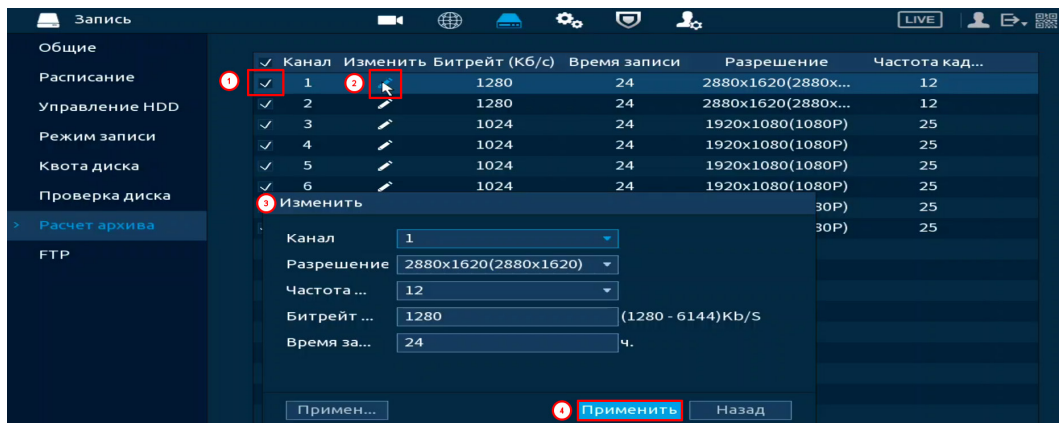 Запись LIVE
Общие
Расписание
Управление HDD
Режим записи
Квота диска
Проверка диска
Расчет архива
FTP
Канал Изменить Битрейт (Кб/с) Время записи Разрешение Частота кад...
1 1 2 1280 24 2880x1620(2880x... 12
2 1280 24 2880x1620(2880x... 12
3 1024 24 1920x1080(1080P) 25
4 1024 24 1920x1080(1080P) 25
5 1024 24 1920x1080(1080P) 25
6 1024 24 1920x1080(1080P) 25
30P) 25
30P) 25
3 Изменить
Канал 1
Разрешение 2880x1620(2880x1620)
Частота ... 12
Битрейт ... 1280 (1280 - 6144)Kb/S
Время за... 24 ч.
Примен... 4 Применить Назад